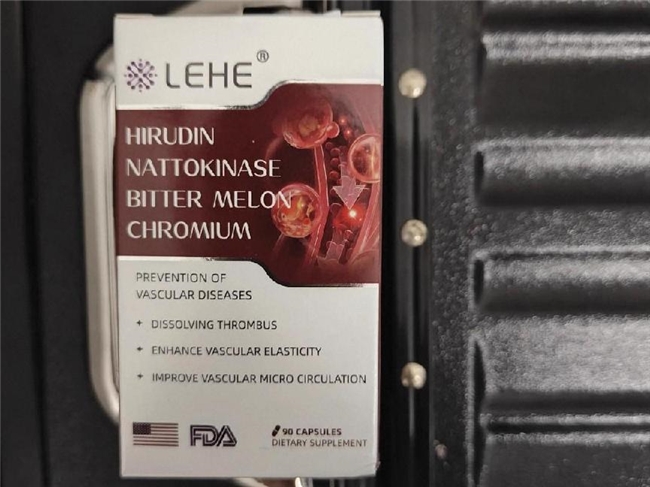 LEHE®
HIRUDIN
NATTOKINASE
BITTER MELON
CHROMIUM
PREVENTION OF
VASCULAR DISEASES
+ DISSOLVING THROMBUS
+ ENHANCE VASCULAR ELASTICITY
+ IMPROVE VASCULAR MICRO CIRCULATION
FDA
90 CAPSULES
DIETARY SUPPLEMENT